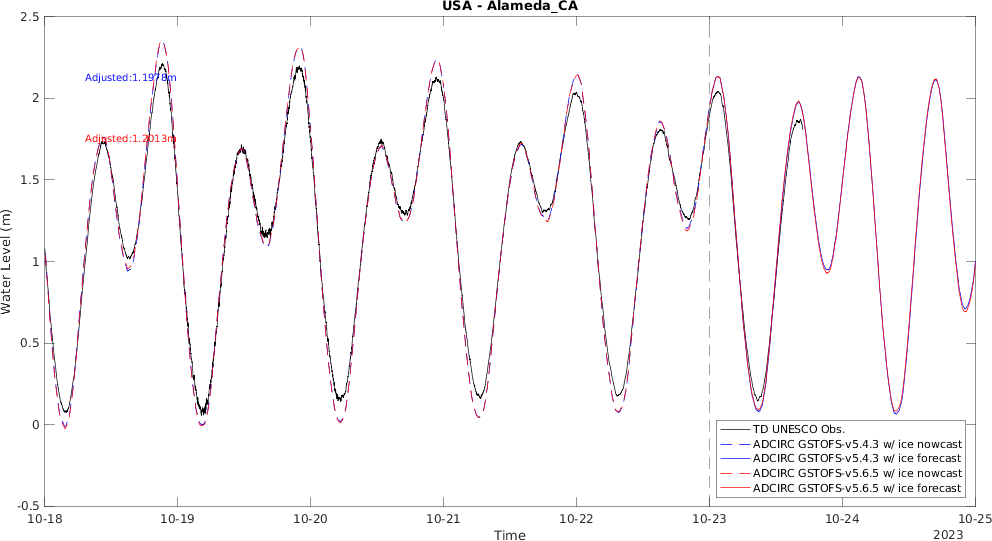 USA - Alameda_CA
2.5
2
1.5
1
0.5
0
-0.5
Water Level (m)
Adjusted:1.1978m
Adjusted:1.2013m
TD UNESCO Obs.
ADCIRC GSTOFS-v5.4.3 w/ ice nowcast
ADCIRC GSTOFS-v5.4.3 w/ ice forecast
ADCIRC GSTOFS-v5.6.5 w/ ice nowcast
ADCIRC GSTOFS-v5.6.5 w/ ice forecast
10-18 10-19 10-20 10-21 10-22 10-23 10-24 10-25
Time
2023